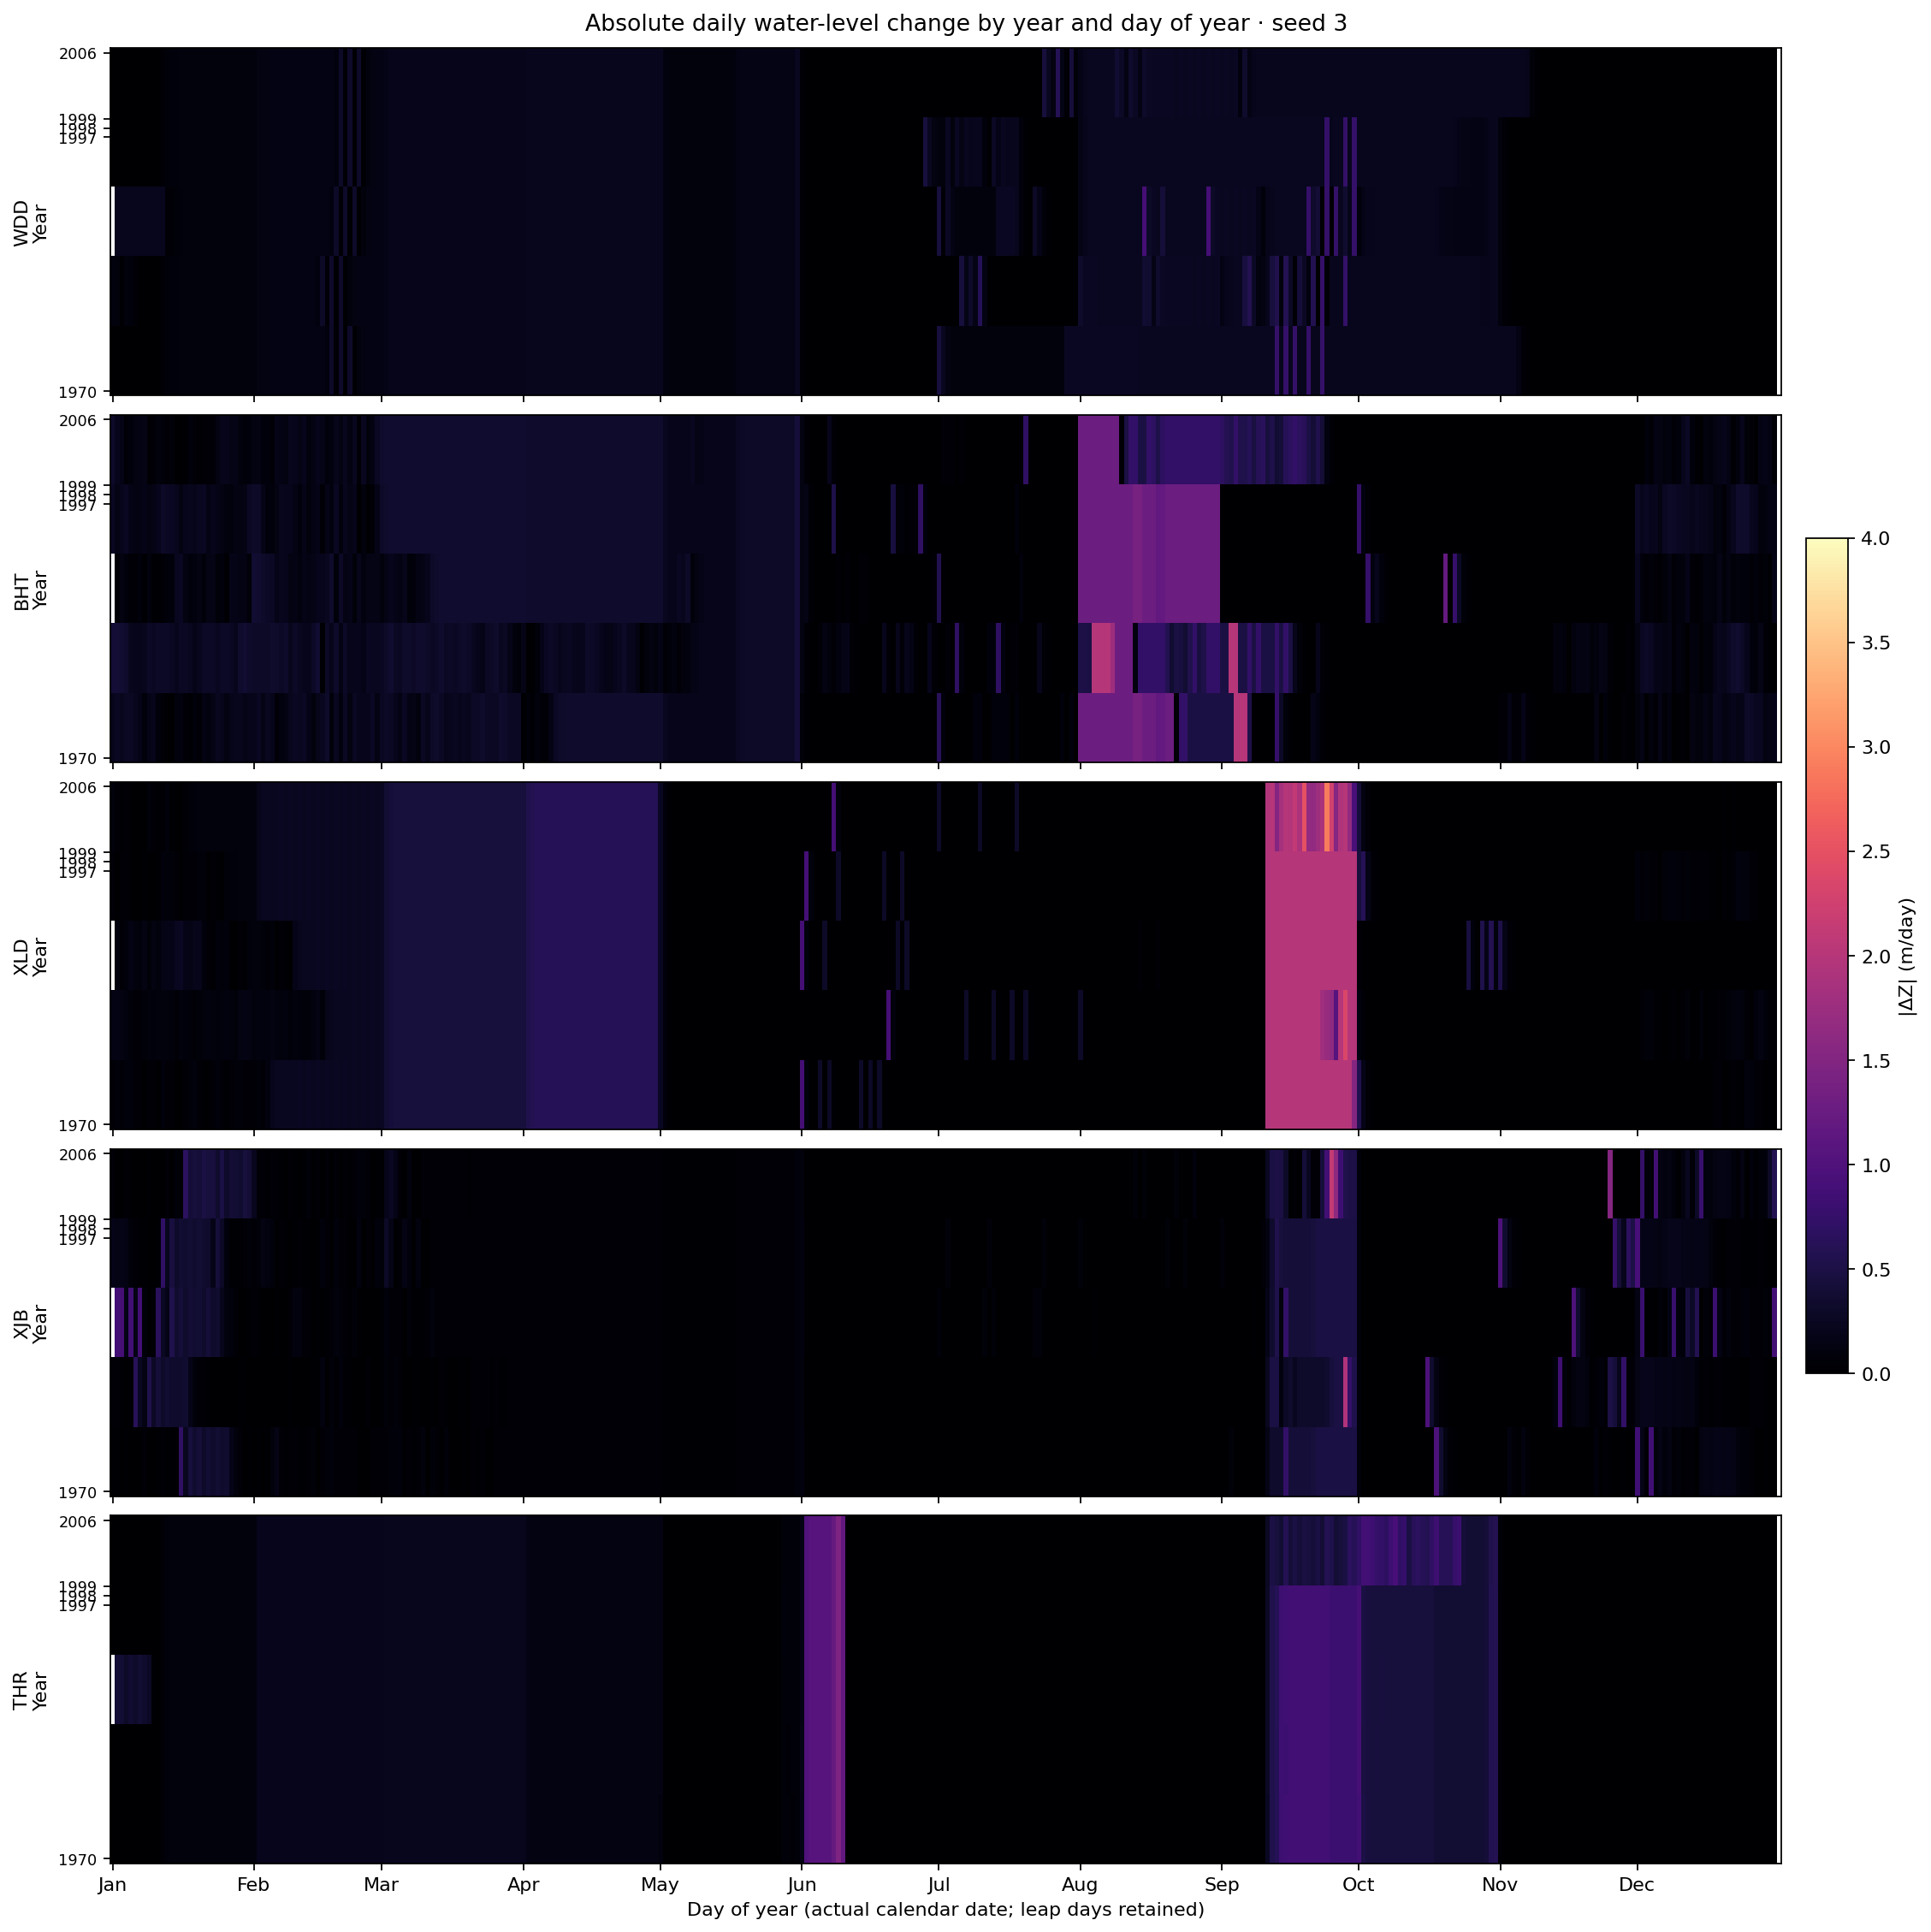 Absolute daily water-level change by year and day of year · seed 3
2006
1999
1998
1997
1970
WDD
Year
2006
1999
1998
1997
1970
BHT
Year
2006
1999
1998
1997
1970
XLD
Year
2006
1999
1998
1997
1970
XJB
Year
2006
1999
1998
1997
1970
THR
Year
Jan Feb Mar Apr May Jun Jul Aug Sep Oct Nov Dec
Day of year (actual calendar date; leap days retained)
4.0
3.5
3.0
2.5
2.0
1.5
1.0
0.5
0.0
|ΔZ| (m/day)